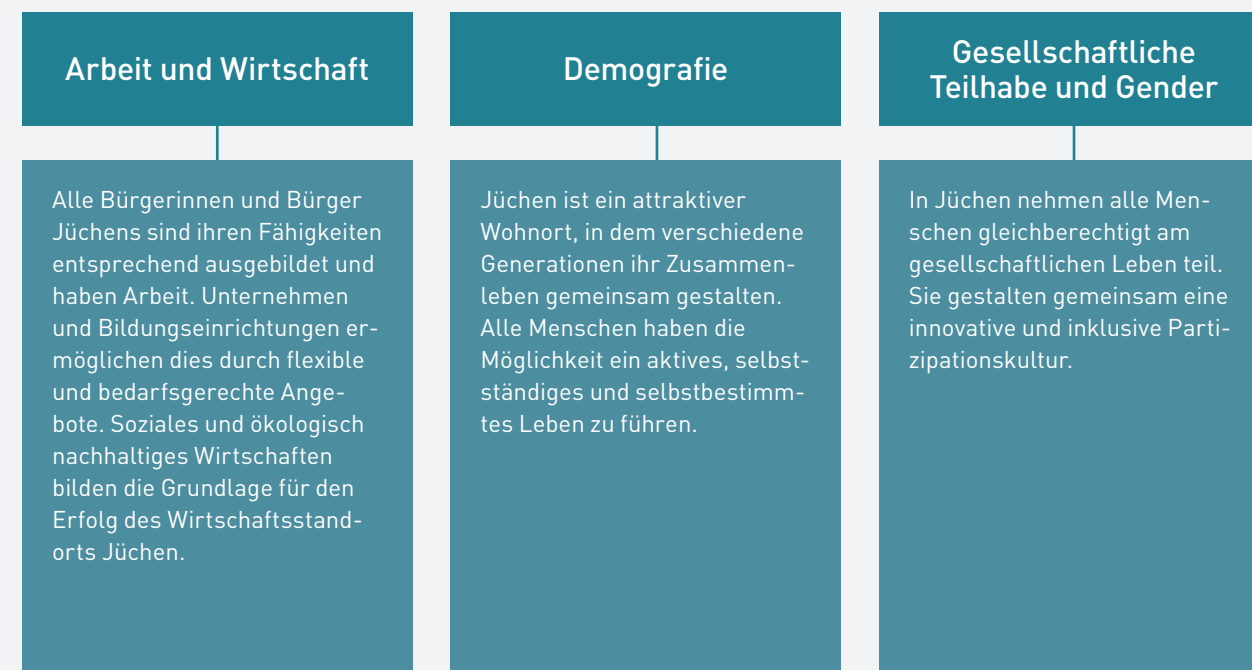 Arbeit und Wirtschaft
Alle Bürgerinnen und Bürger
Jüchens sind ihren Fähigkeiten
entsprechend ausgebildet und
haben Arbeit. Unternehmen
und Bildungseinrichtungen er-
möglichen dies durch flexible
und bedarfsgerechte Ange-
bote. Soziales und ökologisch
nachhaltiges Wirtschaften
bilden die Grundlage für den
Erfolg des Wirtschaftsstand-
orts Jüchen.
Demografie
Jüchen ist ein attraktiver
Wohnort, in dem verschiedene
Generationen ihr Zusammen-
leben gemeinsam gestalten.
Alle Menschen haben die
Möglichkeit ein aktives, selbst-
ständiges und selbstbestimm-
tes Leben zu führen.
Gesellschaftliche
Teilhabe und Gender
In Jüchen nehmen alle Men-
schen gleichberechtigt am
gesellschaftlichen Leben teil.
Sie gestalten gemeinsam eine
innovative und inklusive Parti-
zipationskultur.